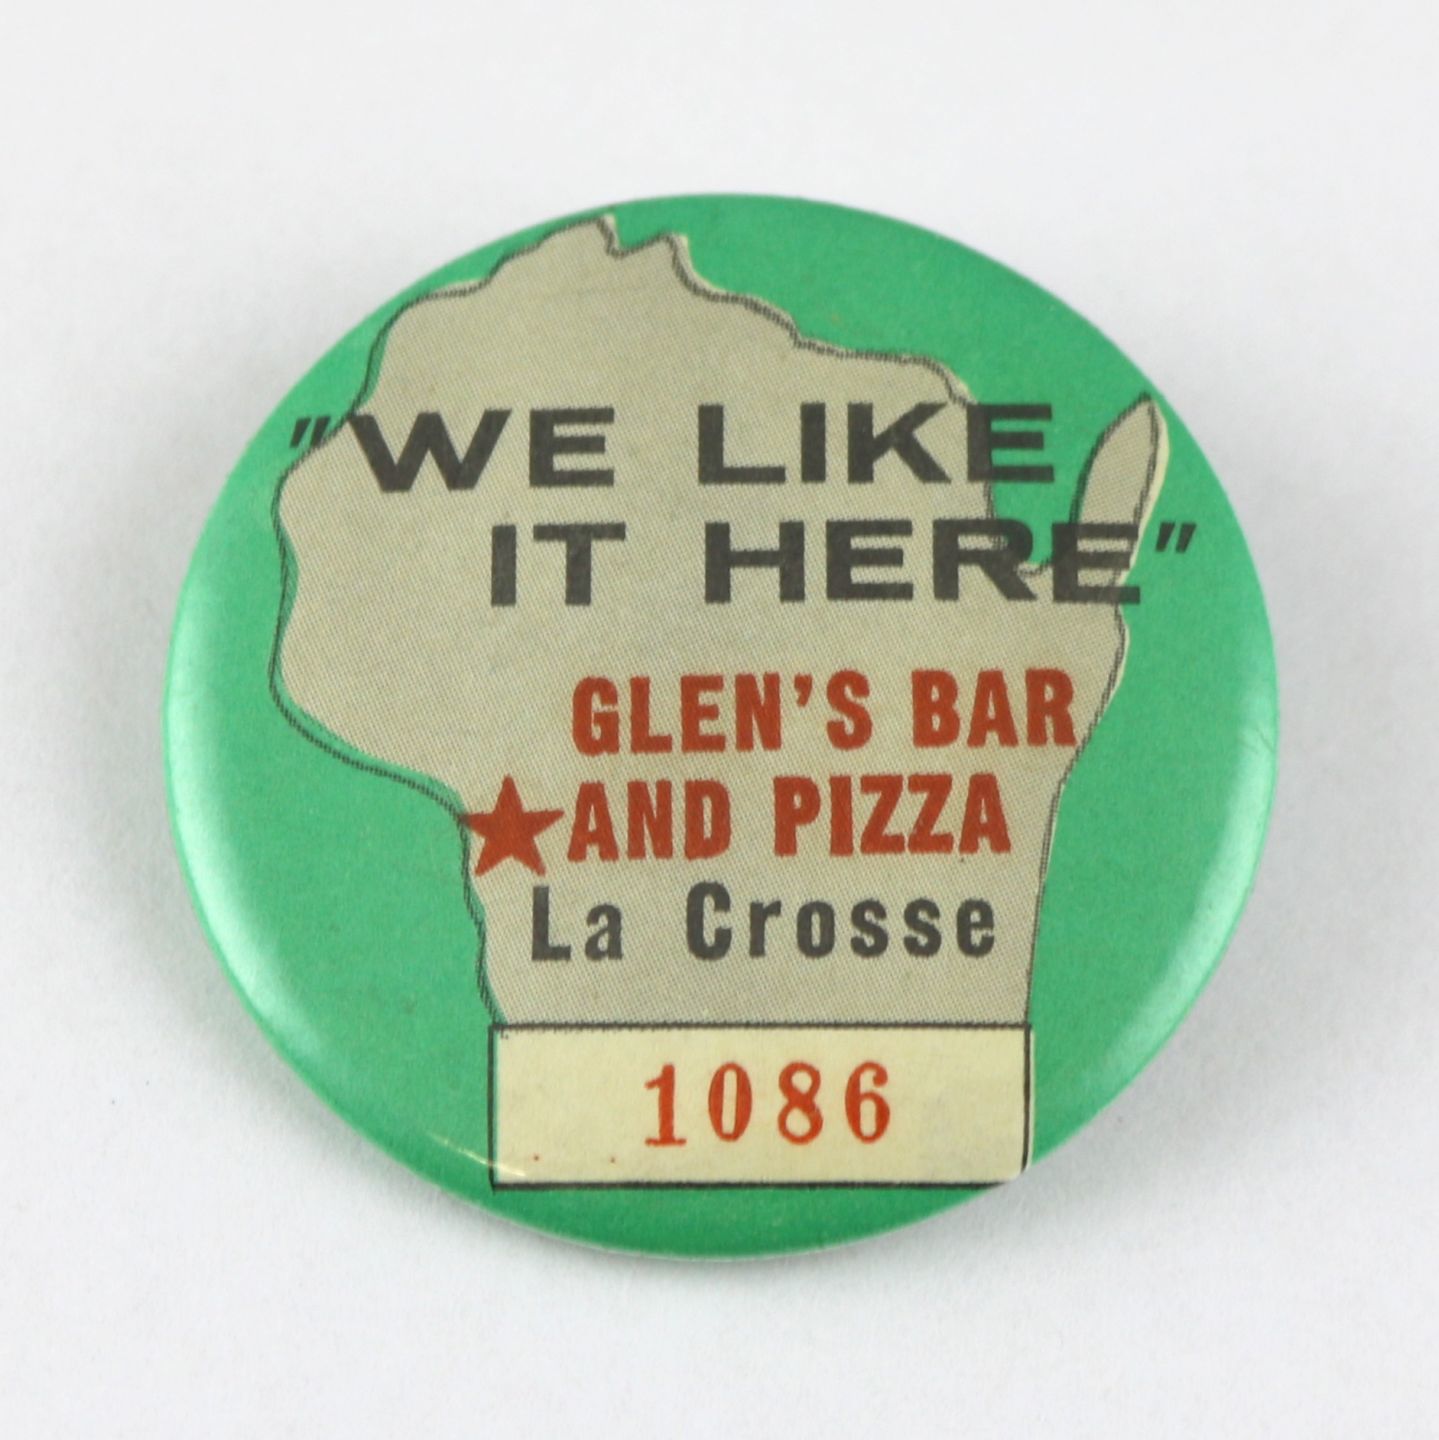 "WE LIKE
IT HERE"
GLEN'S BAR
AND PIZZA
La Crosse
1086